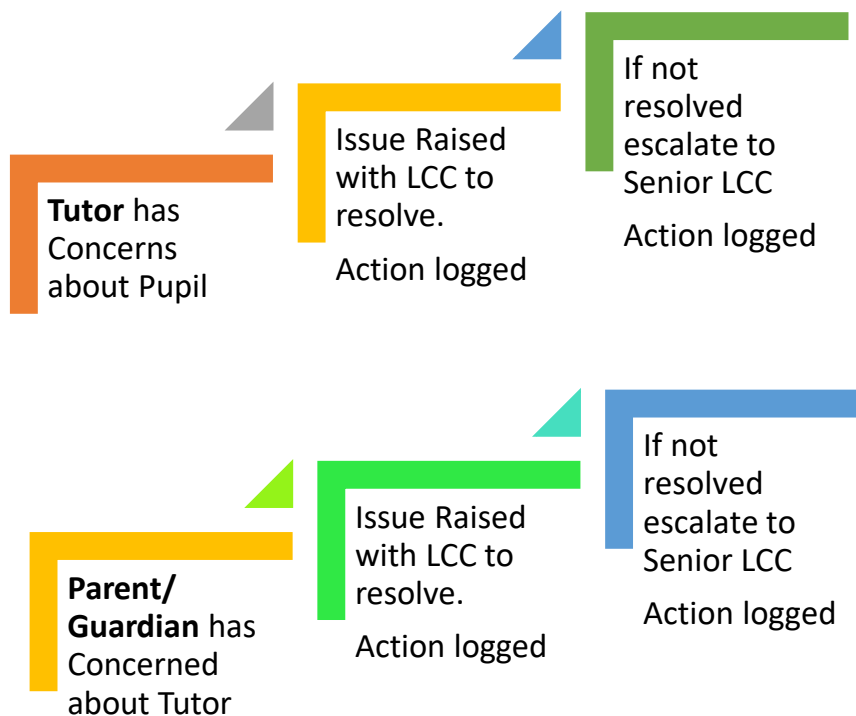 Tutor has
Concerns
about Pupil
Issue Raised
with LCC to
resolve.
Action logged
If not
resolved
escalate to
Senior LCC
Action logged
Parent/
Guardian has
Concerned
about Tutor
Issue Raised
with LCC to
resolve.
Action logged
If not
resolved
escalate to
Senior LCC
Action logged